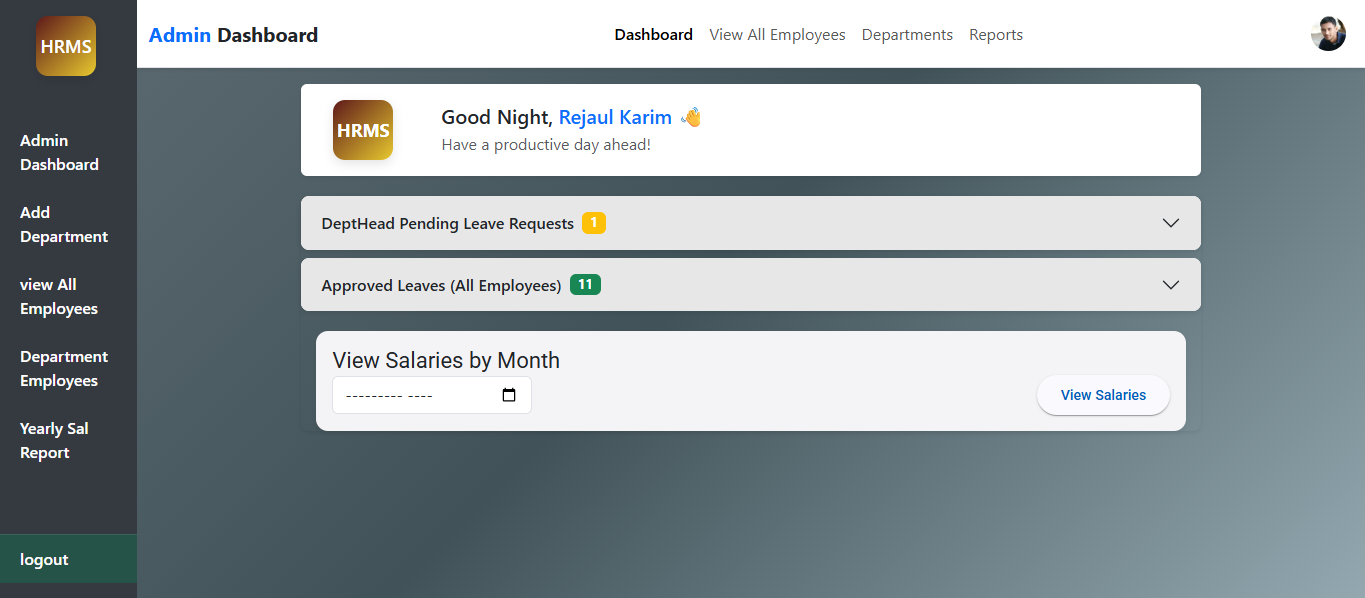 HRMS
Admin Dashboard
Dashboard View All Employees Departments Reports
Admin
Dashboard
Add
Department
view All
Employees
Department
Employees
Yearly Sal
Report
logout
HRMS
Good Night, Rejaul Karim 👋
Have a productive day ahead!
DeptHead Pending Leave Requests 1
Approved Leaves (All Employees) 11
View Salaries by Month
--------- ----
View Salaries